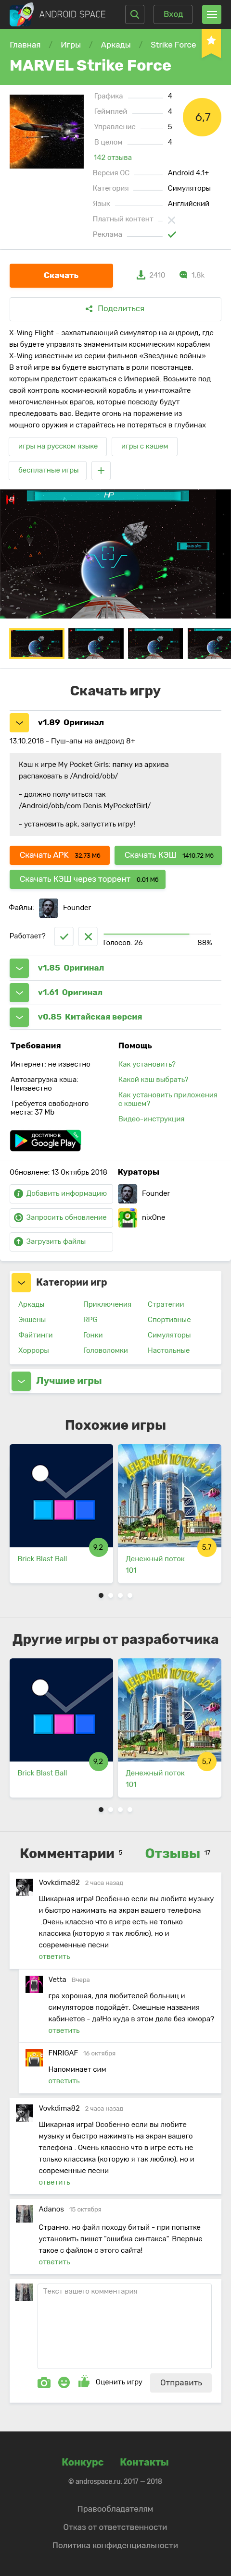 ANDROID SPACE
Вход
Главная / Игры / Аркады / Strike Force
MARVEL Strike Force
Графика 4
Геймплей 4
Управление 5
В целом 4
6,7
142 отзыва
Версия ОС Android 4.1+
Категория Симуляторы
Язык Английский
Платный контент
Реклама
Скачать
2410
1.8k
Поделиться
X-Wing Flight – захватывающий симулятор на андроид, где
вы будете управлять знаменитым космическим кораблем
X-Wing известным из серии фильмов «Звездные войны».
В этой игре вы будете выступать в роли повстанцев,
которым предстоит сражаться с Империей. Возьмите под
свой контроль космический корабль и уничтожайте
многочисленных врагов, которые повсюду будут
преследовать вас. Ведите огонь на поражение из
мощного оружия и старайтесь не потеряться в глубинах
игры на русском языке
игры с кэшем
бесплатные игры
+
HP
Скачать игру
v1.89 Оригинал
13.10.2018 - Пуш-апы на андроид 8+
Кэш к игре My Pocket Girls: папку из архива
распаковать в /Android/obb/
- должно получиться так
/Android/obb/com.Denis.MyPocketGirl/
- установить apk, запустить игру!
Скачать APK 32,73 Мб
Скачать КЭШ 1410,72 Мб
Скачать КЭШ через торрент 0,01 Мб
Файлы: Founder
Работает?
Голосов: 26 88%
v1.85 Оригинал
v1.61 Оригинал
v0.85 Китайская версия
Требования
Интернет: не известно
Автозагрузка кэша:
Неизвестно
Требуется свободного
места: 37 Mb
Помощь
Как установить?
Какой кэш выбрать?
Как установить приложения
с кэшем?
Видео-инструкция
ДОСТУПНО В
Google Play
Обновлене: 13 Октябрь 2018
Добавить информацию
Запросить обновление
Загрузить файлы
Кураторы
Founder
nixOne
Категории игр
Аркады
Экшены
Файтинги
Хорроры
Приключения
RPG
Гонки
Головоломки
Стратегии
Спортивные
Симуляторы
Настольные
Лучшие игры
Похожие игры
9,2
Brick Blast Ball
ДЕНЕЖНЫЙ ПОТОК 3D
5,7
Денежный поток
101
Другие игры от разработчика
9,2
Brick Blast Ball
ДЕНЕЖНЫЙ ПОТОК 3D
5,7
Денежный поток
101
Комментарии 5
Отзывы 17
Vovkdima82 2 часа назад
Шикарная игра! Особенно если вы любите музыку
и быстро нажимать на экран вашего телефона
.Очень классно что в игре есть не только
классика (которую я так люблю), но и
современные песни
ответить
Vetta Вчера
гра хорошая, для любителей больниц и
симуляторов подойдёт. Смешные названия
кабинетов - да!Но куда в этом деле без юмора?
ответить
FNRIGAF 16 октября
Напоминает сим
ответить
Vovkdima82 2 часа назад
Шикарная игра! Особенно если вы любите
музыку и быстро нажимать на экран вашего
телефона . Очень классно что в игре есть не
только классика (которую я так люблю), но и
современные песни
ответить
Adanos 15 октября
Странно, но файл походу битый – при попытке
установить пишет "ошибка синтакса". Впервые
такое с файлом с этого сайта!
ответить
Текст вашего комментария
Оценить игру
Отправить
Конкурс Контакты
© androspace.ru, 2017 — 2018
Правообладателям
Отказ от ответственности
Политика конфиденциальности